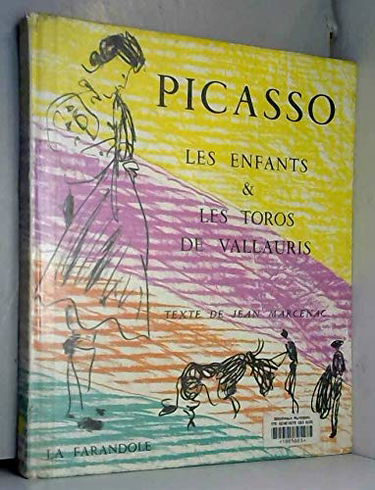 PICASSO
LES ENFANTS
&
LES TOROS
DE VALLAURIS
TEXTE DE JEAN MARCENAC
LA FARANDOLE